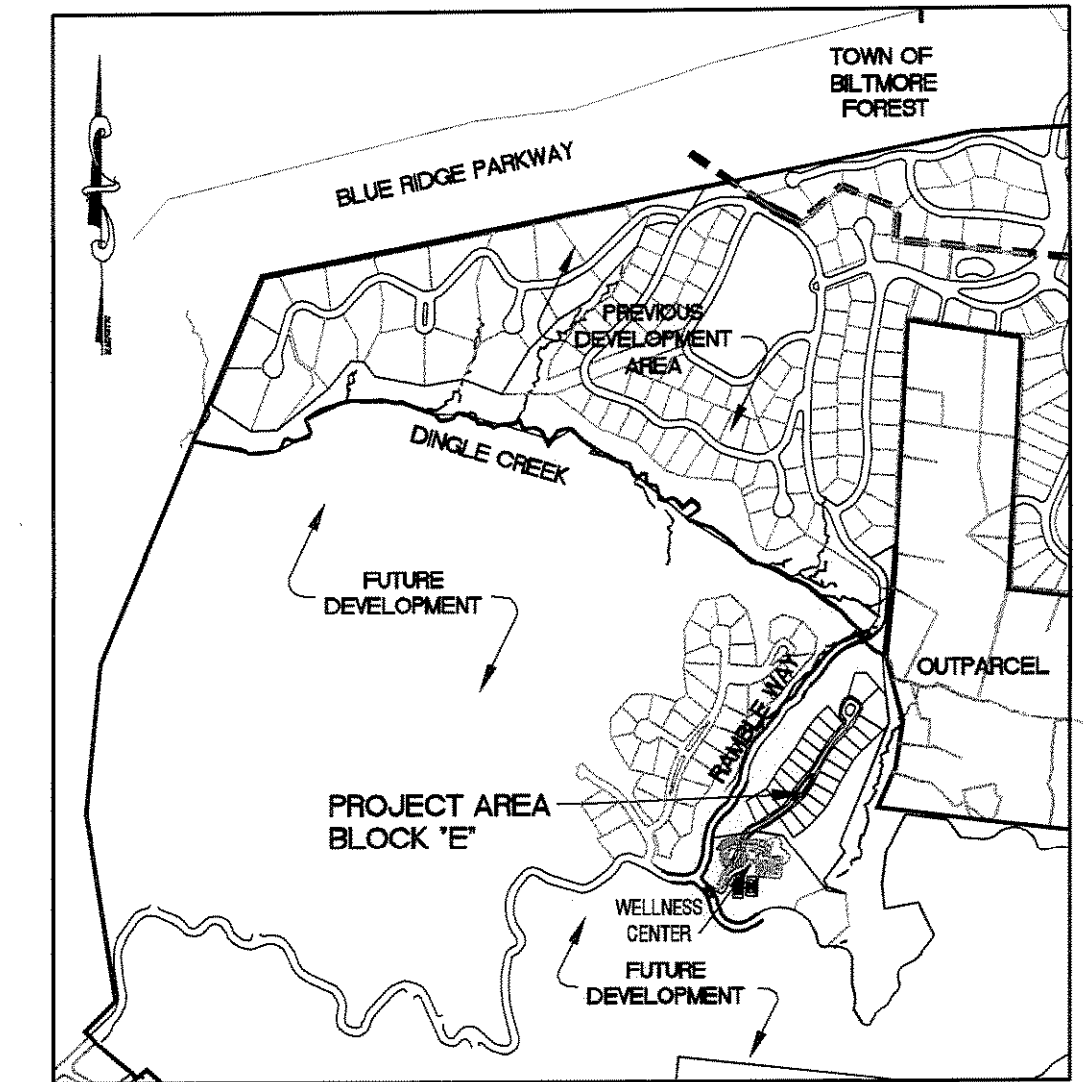 TOWN OF
BILTMORE
FOREST
BLUE RIDGE PARKWAY
PREVIOUS
DEVELOPMENT
AREA
DINGLE CREEK
FUTURE
DEVELOPMENT
OUTPARCEL
RAMBLE WAY
PROJECT AREA
BLOCK "E"
WELLNESS
CENTER
FUTURE
DEVELOPMENT